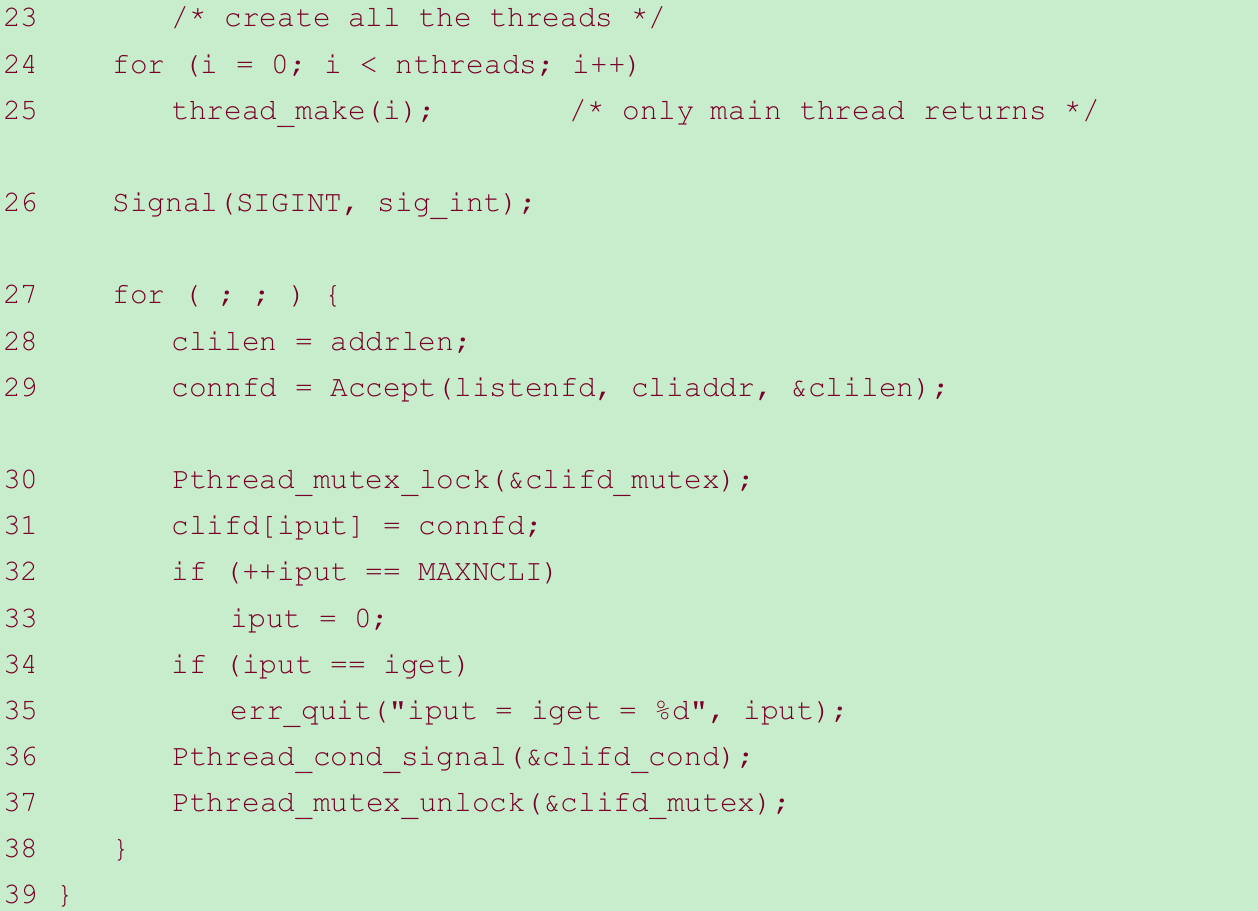 23 /* create all the threads */
24 for (i = 0; i < nthreads; i++)
25 thread_make(i); /* only main thread returns */
26 Signal(SIGINT, sig_int);
27 for ( ; ; ) {
28 clilen = addrlen;
29 connfd = Accept(listenfd, cliaddr, &clilen);
30 Pthread_mutex_lock(&clifd_mutex);
31 clifd[iput] = connfd;
32 if (++iput == MAXNCLI)
33 iput = 0;
34 if (iput == iget)
35 err_quit("iput = iget = %d", iput);
36 Pthread_cond_signal(&clifd_cond);
37 Pthread_mutex_unlock(&clifd_mutex);
38 }
39 }